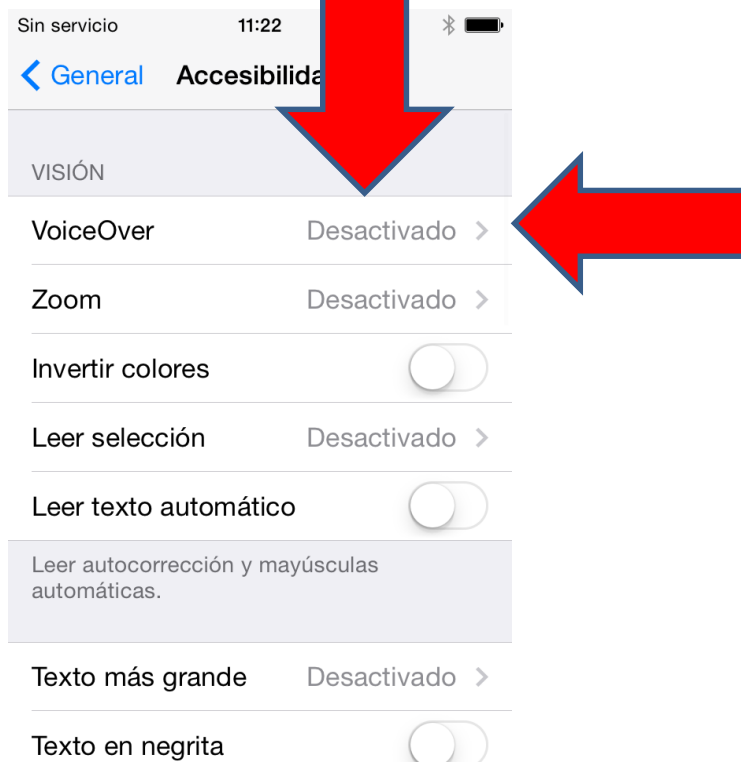 Sin servicio 11:22
General Accesibilida
VISIÓN
VoiceOver Desactivado
Zoom Desactivado
Invertir colores
Leer selección Desactivado
Leer texto automático
Leer autocorrección y mayúsculas
automáticas.
Texto más grande Desactivado
Texto en negrita